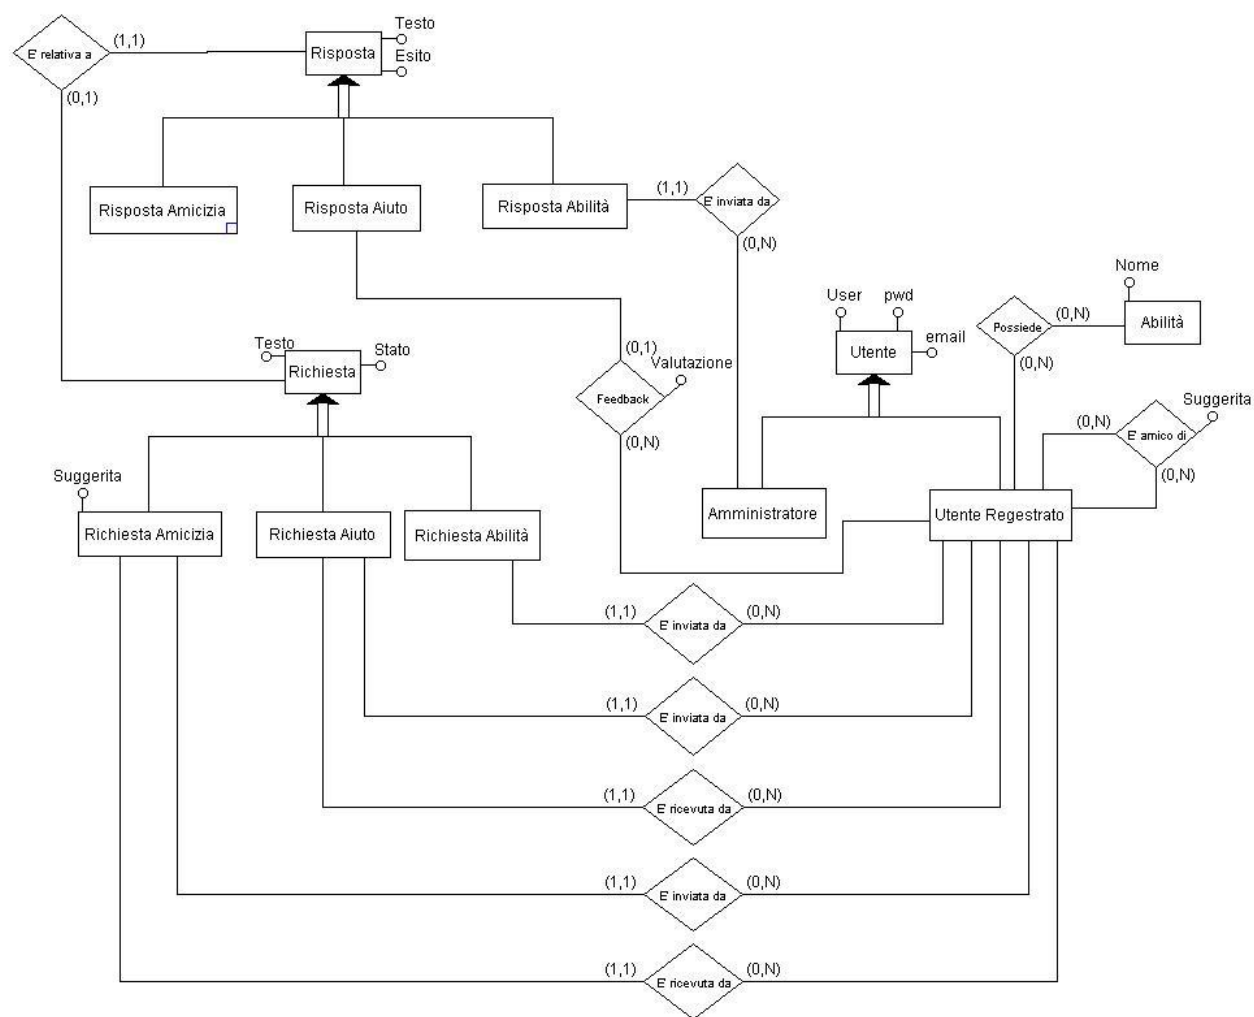 Testo
E' relativa a
(1,1)
Risposta
Esito
(0,1)
Risposta Amicizia
Risposta Aiuto
Risposta Abilità
(1,1)
E' inviata da
(0,N)
Nome
User
pwd
Possiede
(0,N)
Abilità
Utente
email
(0,N)
Testo
Stato
Richiesta
(0,1)
Valutazione
Feedback
(0,N)
Suggerita
(0,N)
E' amico di
(0,N)
Suggerita
Richiesta Amicizia
Richiesta Aiuto
Richiesta Abilità
Amministratore
Utente Regestrato
(1,1)
E' inviata da
(0,N)
(1,1)
E' inviata da
(0,N)
(1,1)
E' ricevuta da
(0,N)
(1,1)
E' inviata da
(0,N)
(1,1)
E' ricevuta da
(0,N)